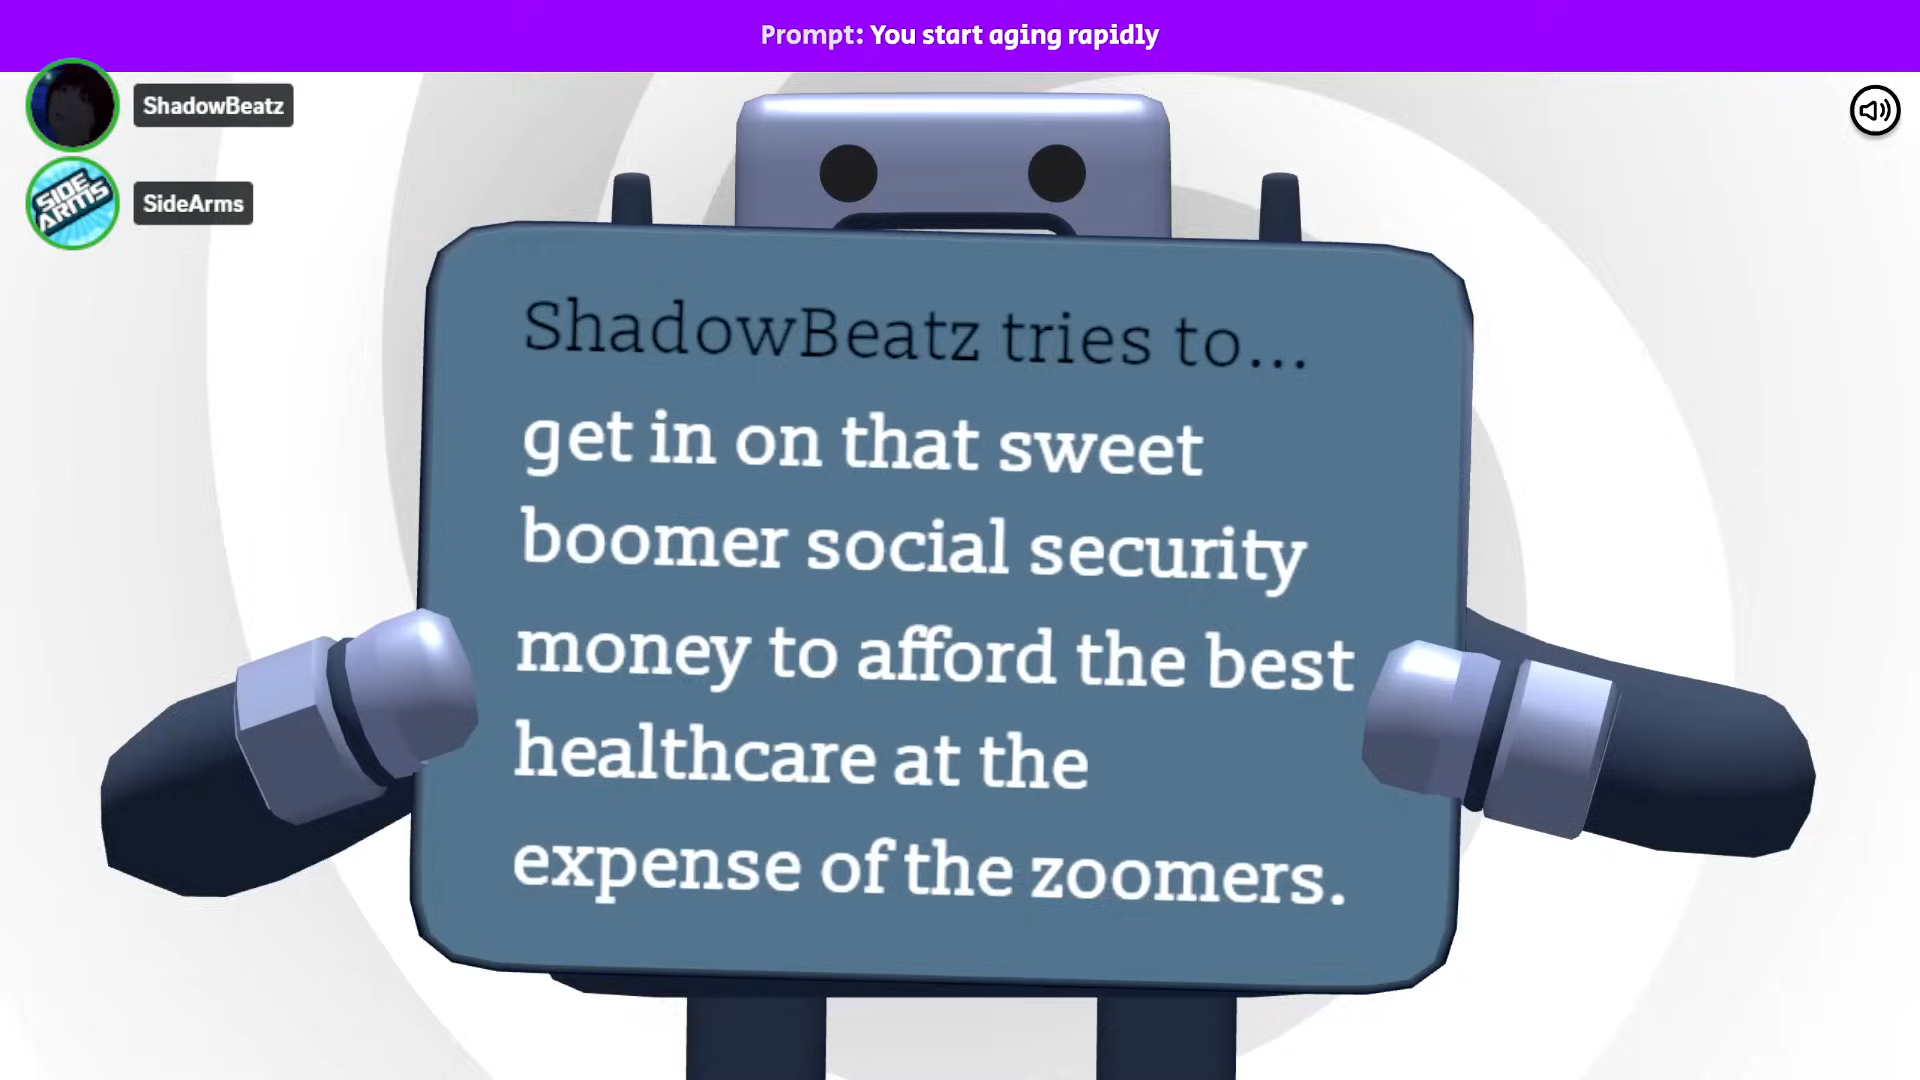 Prompt: You start aging rapidly
ShadowBeatz
SIDE
ARMS
SideArms
ShadowBeatz tries to...
get in on that sweet
boomer social security
money to afford the best
healthcare at the
expense of the zoomers.